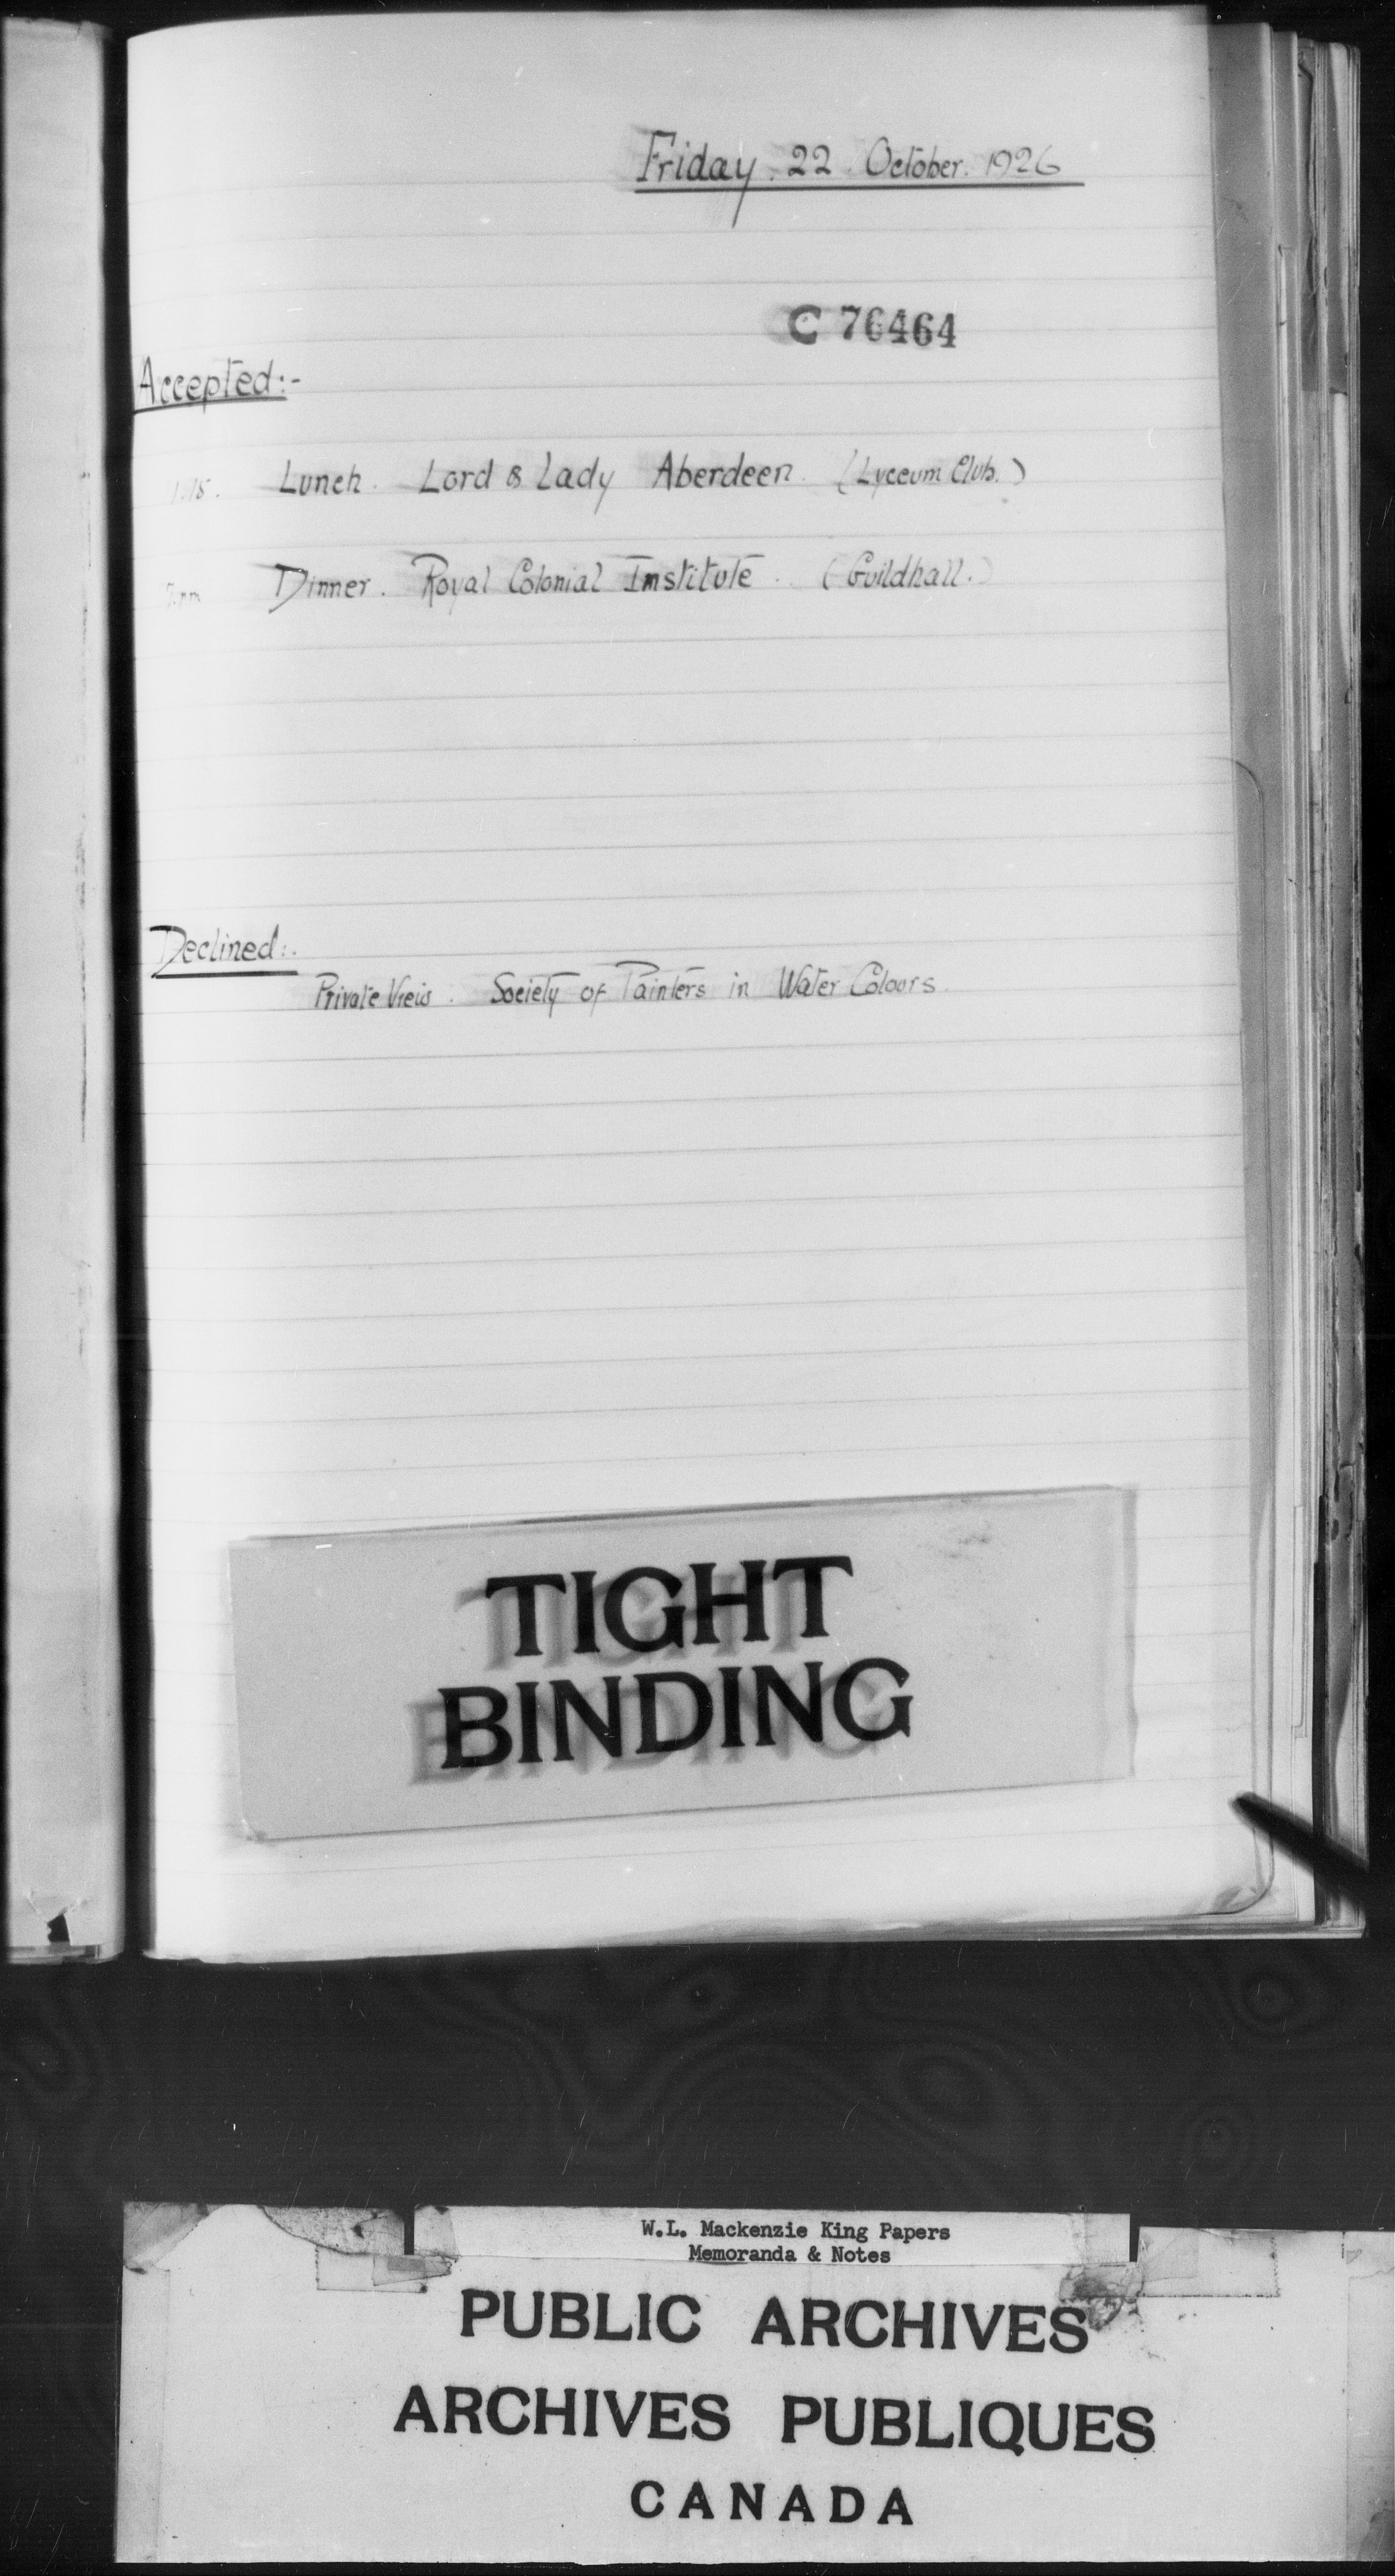 Friday. 22. October. 1926
C 76464
Accepted:-
1.15. Lunch. Lord & Lady Aberdeen. (Lyceum Club.)
Dinner. Royal Colonial Institute. (Guildhall.)
Declined:-
Private View. Society of Painters in Water Colours.
TIGHT
BINDING
W.L. Mackenzie King Papers
Memoranda & Notes
PUBLIC ARCHIVES
ARCHIVES PUBLIQUES
CANADA